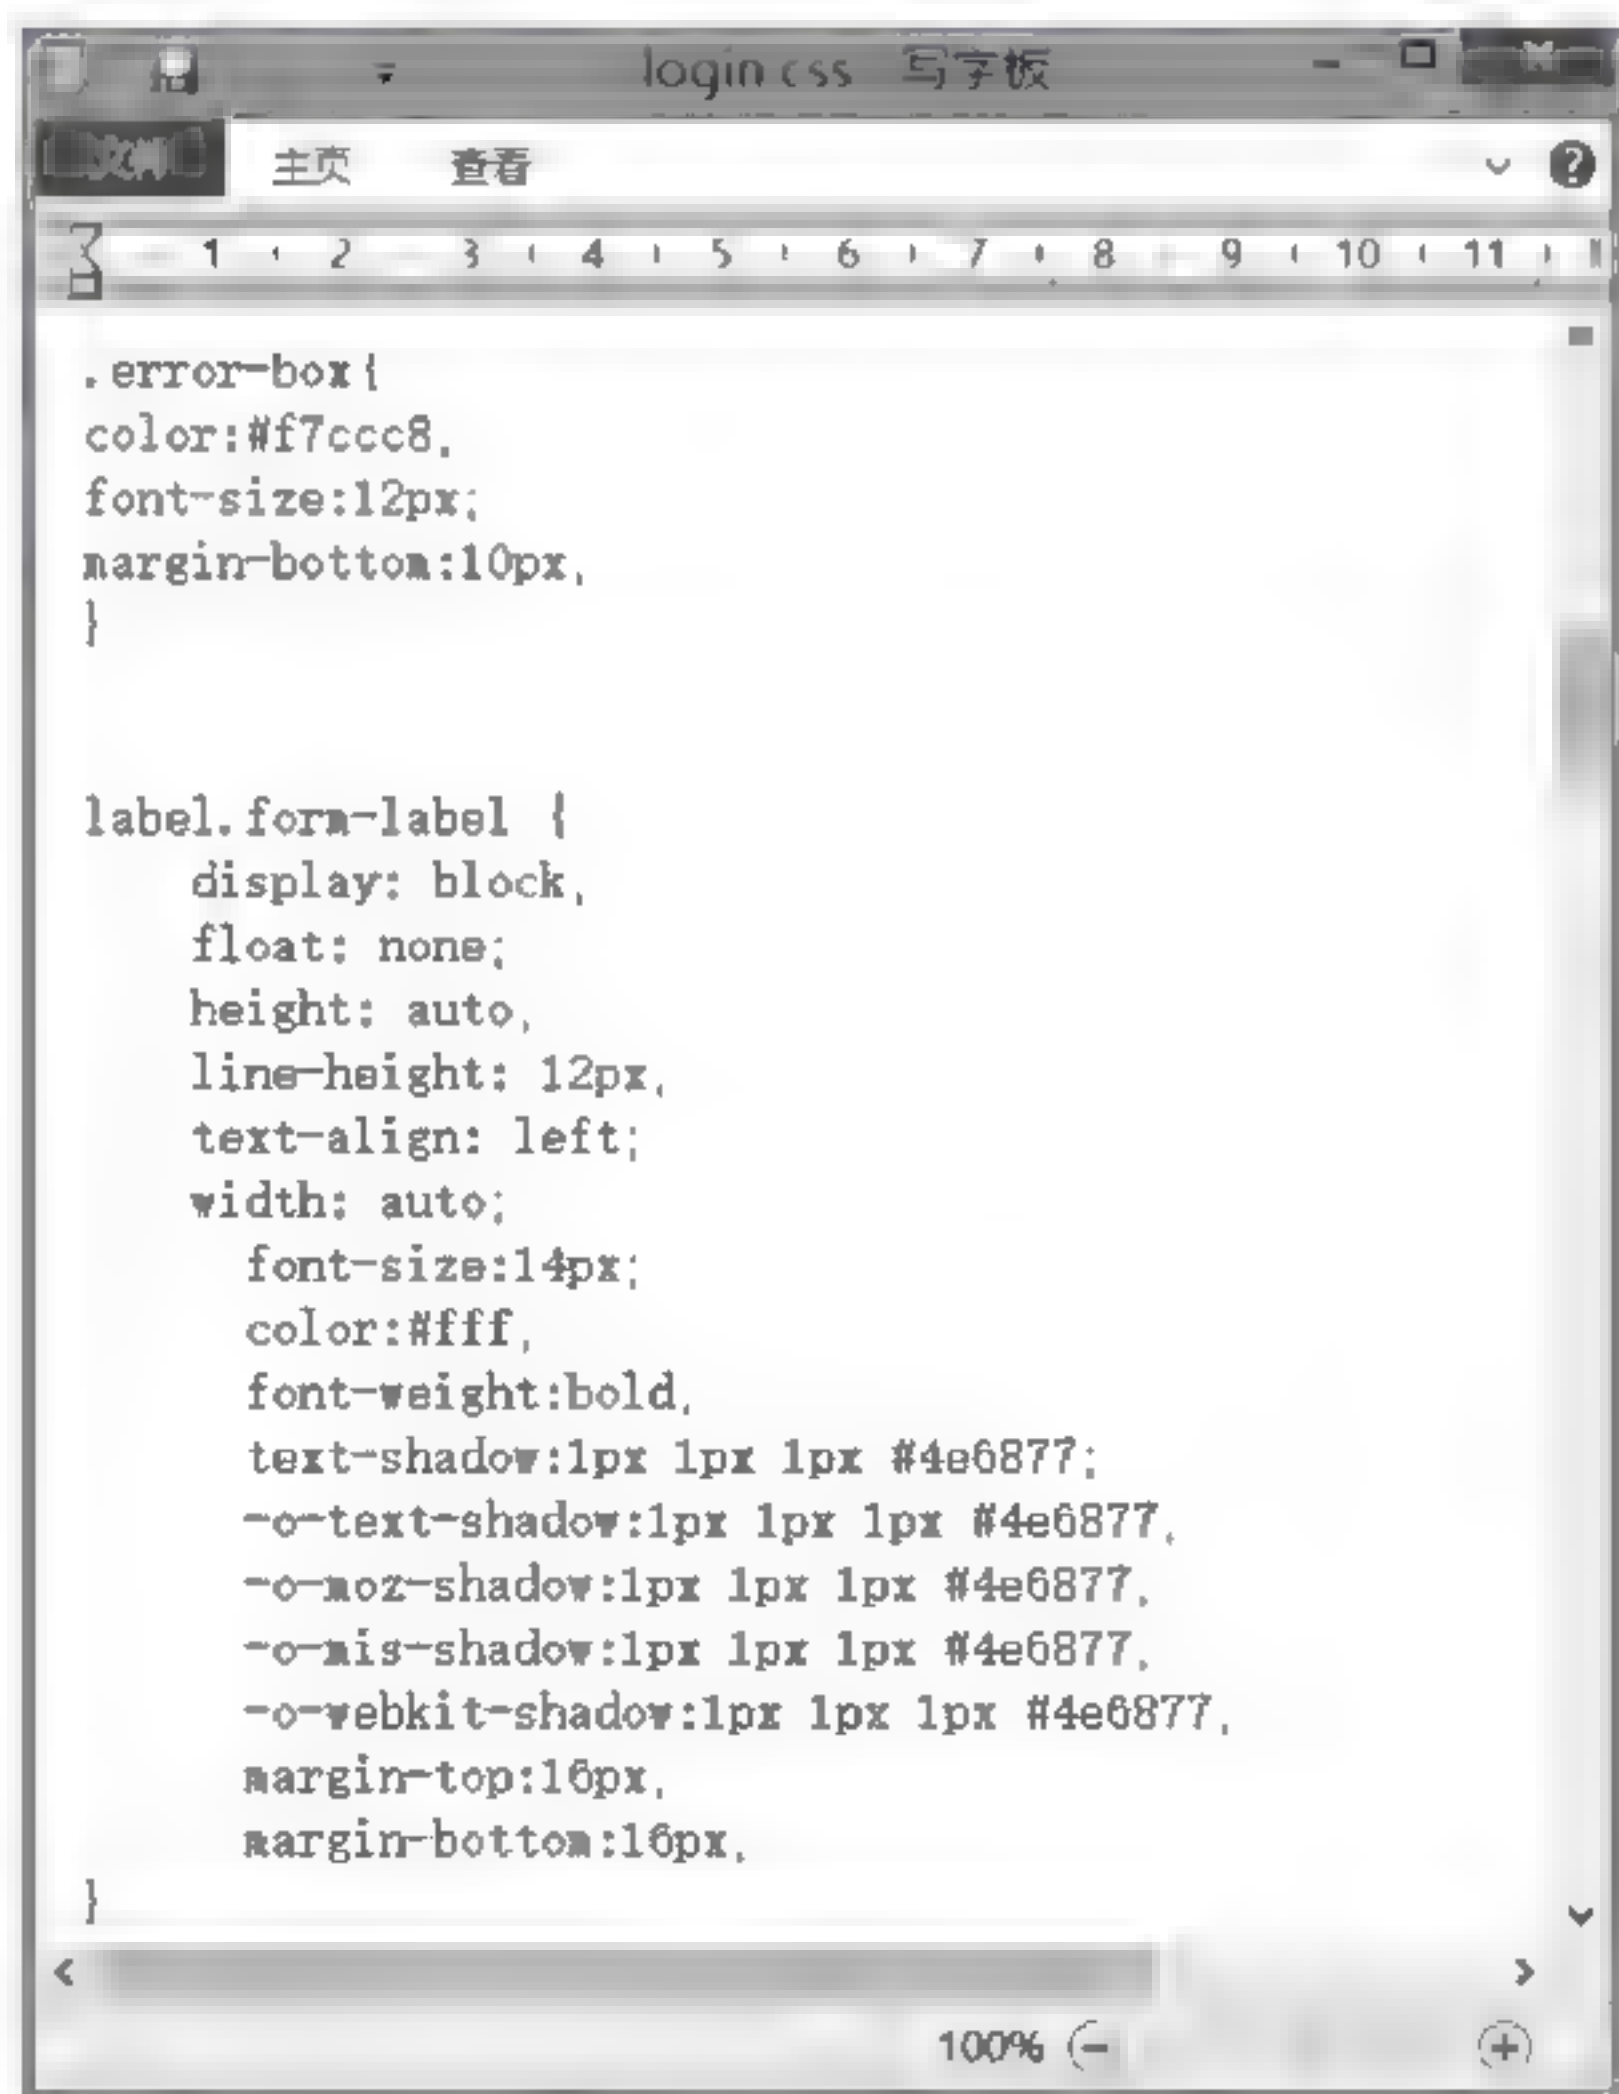 login.css 写字板
文件 主页 查看
1 2 3 4 5 6 7 8 9 10 11
.error-box{
color:#f7ccc8;
font-size:12px;
margin-bottom:10px;
}
label.form-label {
display: block;
float: none;
height: auto;
line-height: 12px;
text-align: left;
width: auto;
font-size:14px;
color:#fff;
font-weight:bold;
text-shadow:1px 1px 1px #4e6877;
-o-text-shadow:1px 1px 1px #4e6877;
-o-moz-shadow:1px 1px 1px #4e6877;
-o-mis-shadow:1px 1px 1px #4e6877;
-o-webkit-shadow:1px 1px 1px #4e6877;
margin-top:16px;
margin-bottom:16px;
}
100%